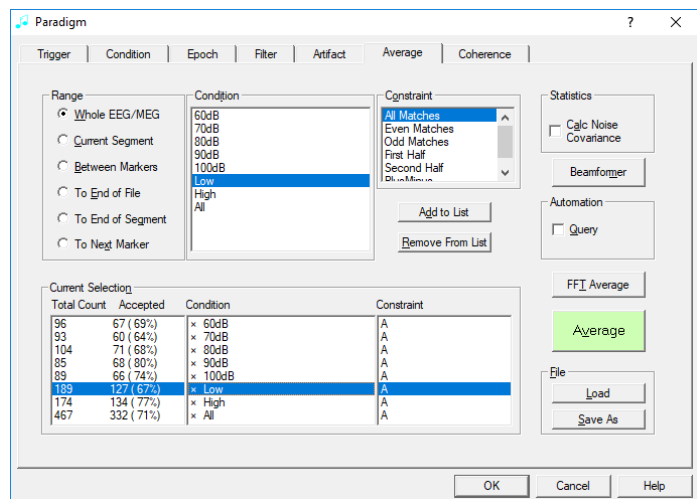 Paradigm
?
Trigger Condition Epoch Filter Artifact Average Coherence
Range
Whole EEG/MEG
Current Segment
Between Markers
To End of File
To End of Segment
To Next Marker
Condition
60dB
70dB
80dB
90dB
100dB
Low
High
All
Constraint
All Matches
Even Matches
Odd Matches
First Half
Second Half
PlusMinus
Add to List
Remove From List
Statistics
Calc Noise
Covariance
Beamformer
Automation
Query
FFT Average
Average
File
Load
Save As
Current Selection
Total Count Accepted Condition Constraint
96 67 ( 69%) × 60dB A
93 60 ( 64%) × 70dB A
104 71 ( 68%) × 80dB A
85 68 ( 80%) × 90dB A
89 66 ( 74%) × 100dB A
189 127 ( 67%) × Low A
174 134 ( 77%) × High A
467 332 ( 71%) × All A
OK Cancel Help